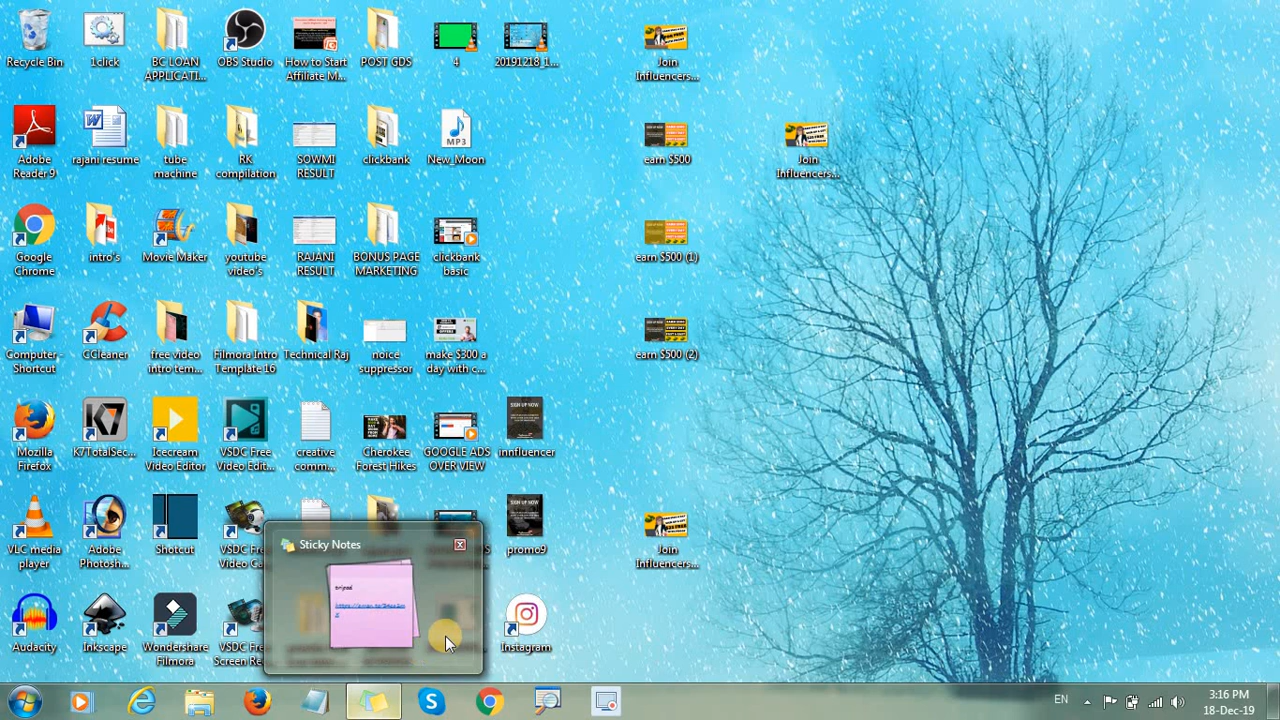 Recycle Bin
1click
BC LOAN
APPLICATI...
OBS Studio
How to Start
Affiliate M...
POST GDS
4
20191218_1...
Join
Influencers...
Adobe
Reader 9
rajani resume
tube
machine
RK
compilation
SOWMI
RESULT
clickbank
New_Moon
MP3
earn $500
Join
Influencers...
Google
Chrome
intro's
Movie Maker
youtube
video's
RAJANI
RESULT
BONUS PAGE
MARKETING
clickbank
basic
earn $500 (1)
Computer -
Shortcut
CCleaner
free video
intro tem...
Filmora Intro
Template 16
Technical Raj
noice
suppressor
make $300 a
day with c...
earn $500 (2)
Mozilla
Firefox
K7TotalSec...
Icecream
Video Editor
VSDC Free
Video Edit...
creative
comm...
Cherokee
Forest Hikes
GOOGLE ADS
OVER VIEW
SIGN UP NOW
innfluencer
VLC media
player
Adobe
Photosh...
Shotcut
VSDC Fre
Video G
SIGN UP NOW
promo9
Join
Influencers...
Sticky Notes
Audacity
Inkscape
Wondershare
Filmora
VSDC F
Screen Re
Instagram
EN
3:16 PM
18-Dec-19